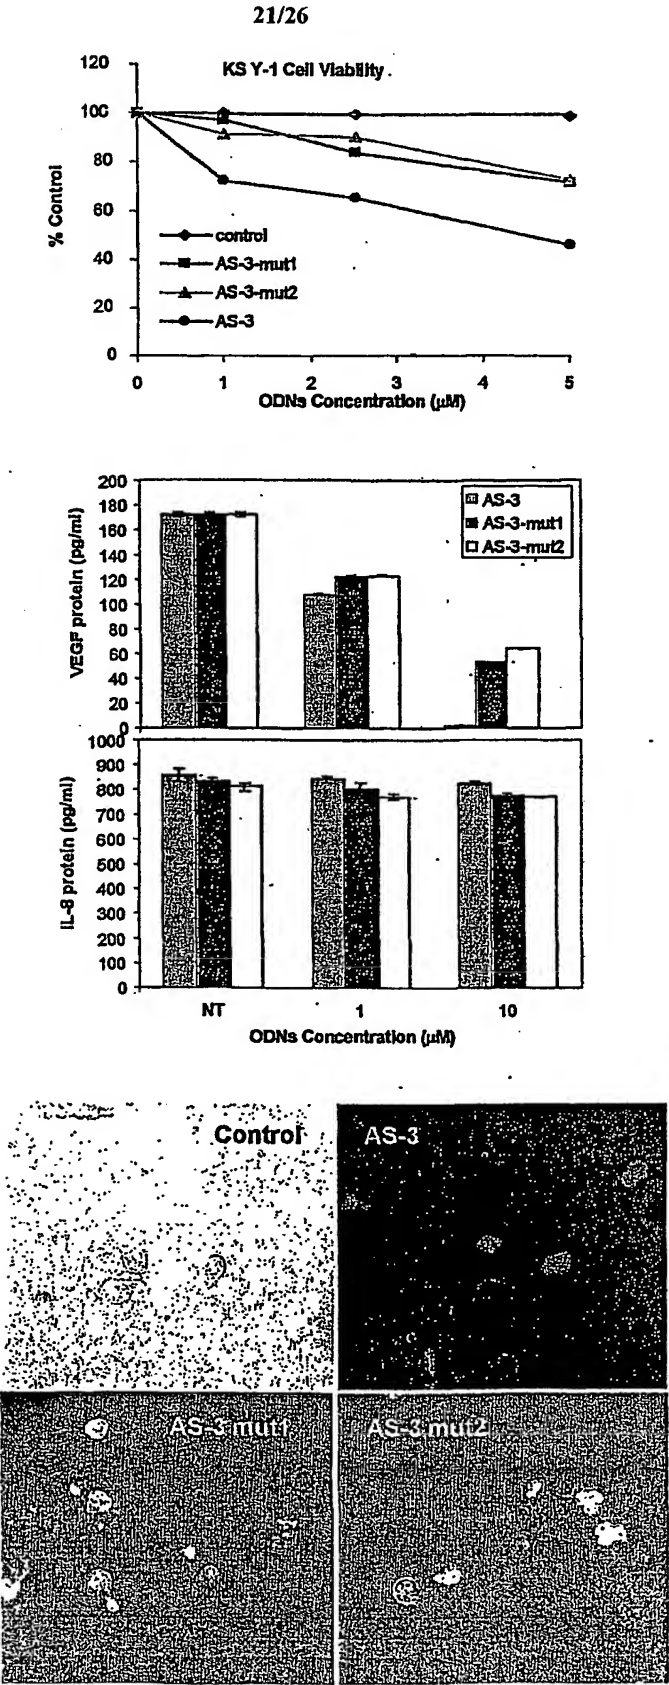 21/26
KS Y-1 Cell Viability
120
100
80
60
40
20
0
% Control
control
AS-3-mut1
AS-3-mut2
AS-3
0 1 2 3 4 5
ODNs Concentration (µM)
200
180
160
140
120
100
80
60
40
20
0
VEGF protein (pg/ml)
AS-3
AS-3-mut1
AS-3-mut2
1000
900
800
700
600
500
400
300
200
100
0
IL-8 protein (pg/ml)
NT 1 10
ODNs Concentration (µM)
Control
AS-3
AS-3-mut1
AS-3-mut2